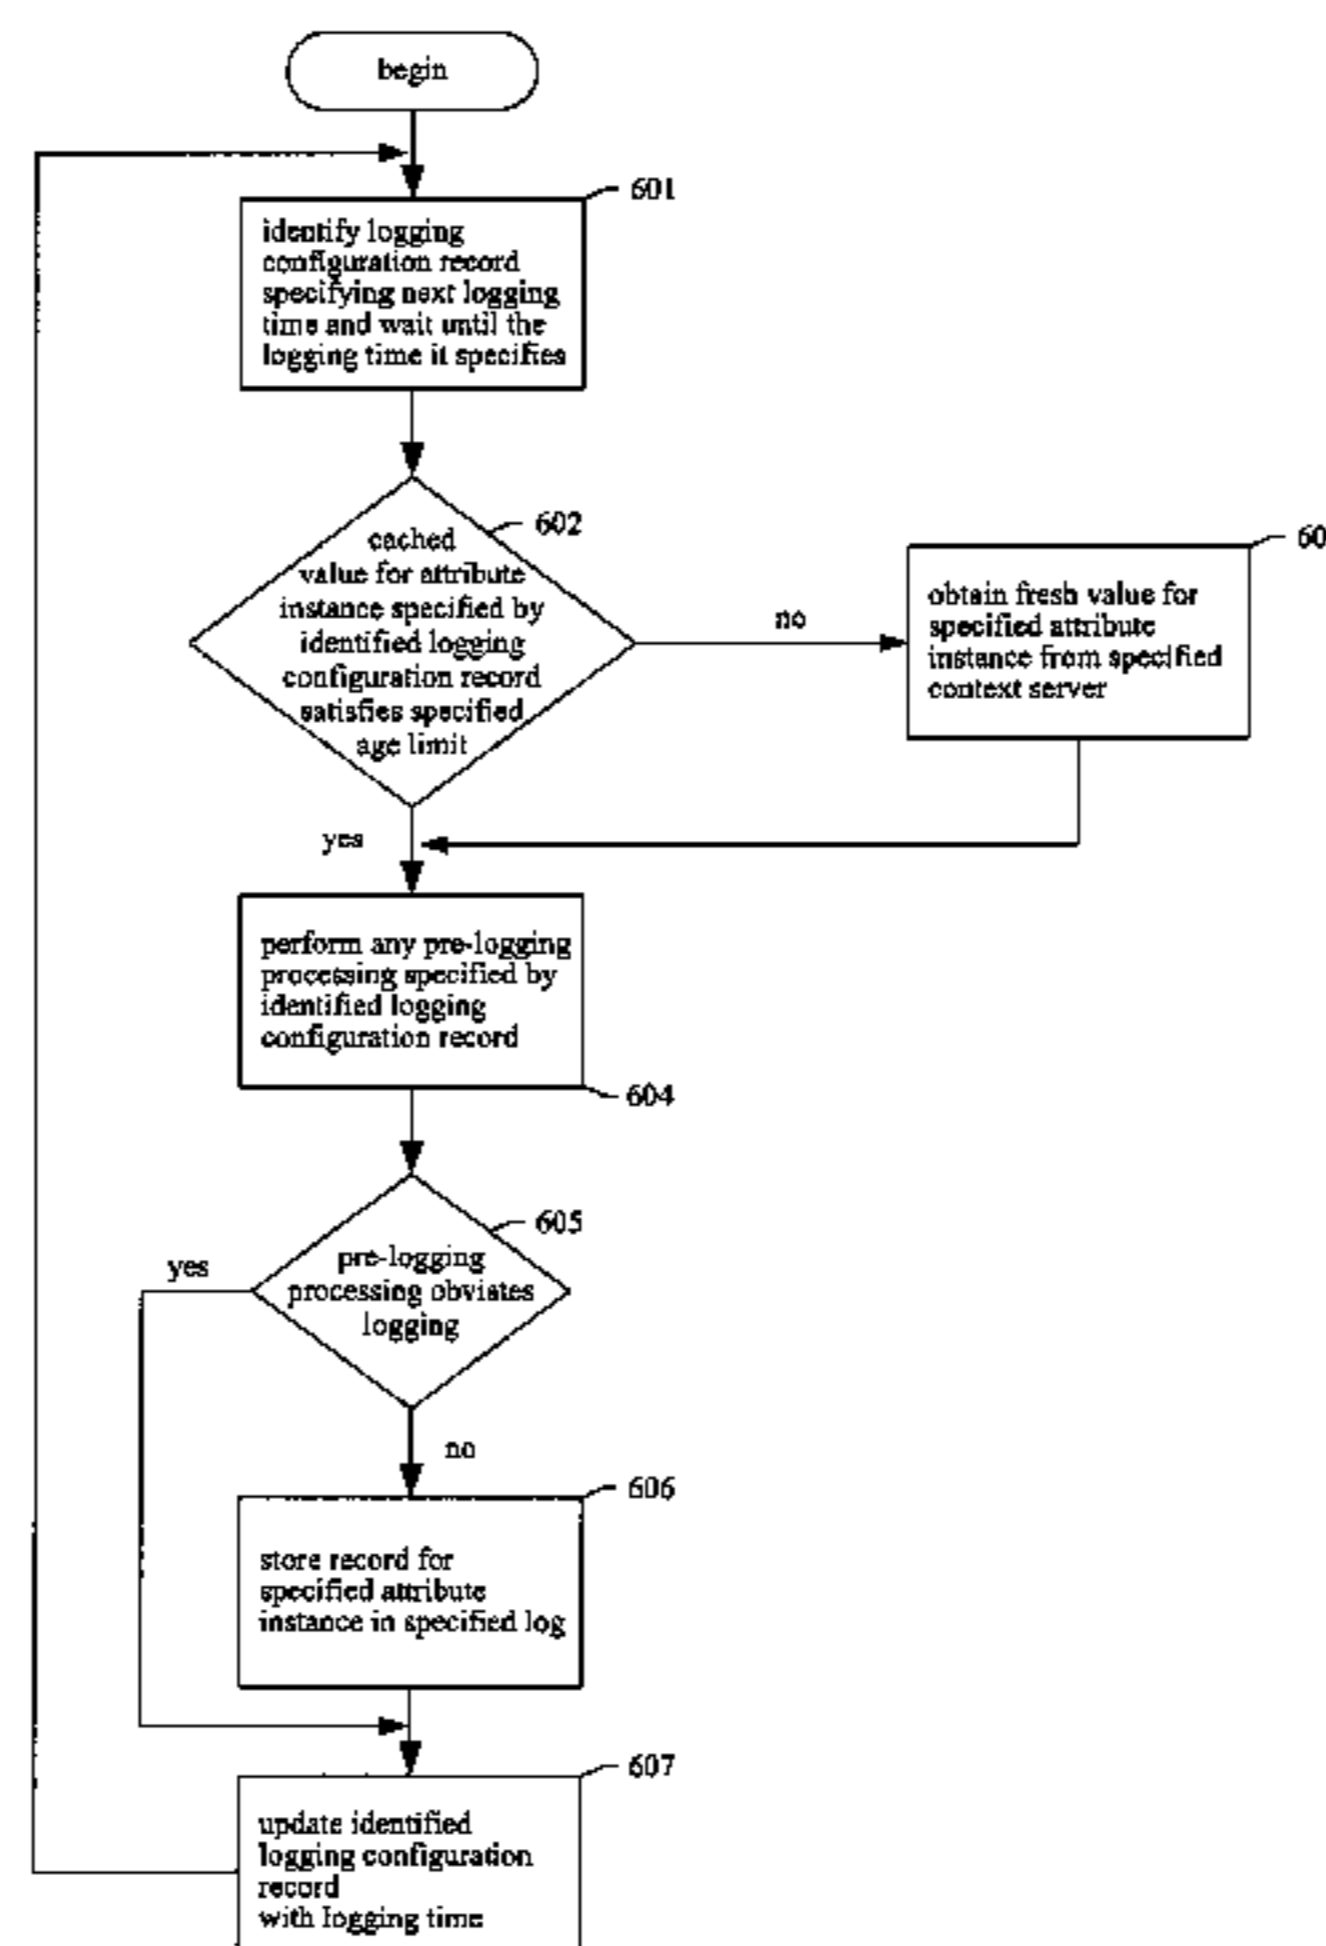 begin
601
identify logging
configuration record
specifying next logging
time and wait until the
logging time it specifies
602
cached
value for attribute
instance specified by
identified logging
configuration record
satisfies specified
age limit
no
60
obtain fresh value for
specified attribute
instance from specified
context server
yes
perform any pre-logging
processing specified by
identified logging
configuration record
604
605
yes
pre-logging
processing obviates
logging
no
606
store record for
specified attribute
instance in specified log
607
update identified
logging configuration
record
with logging time